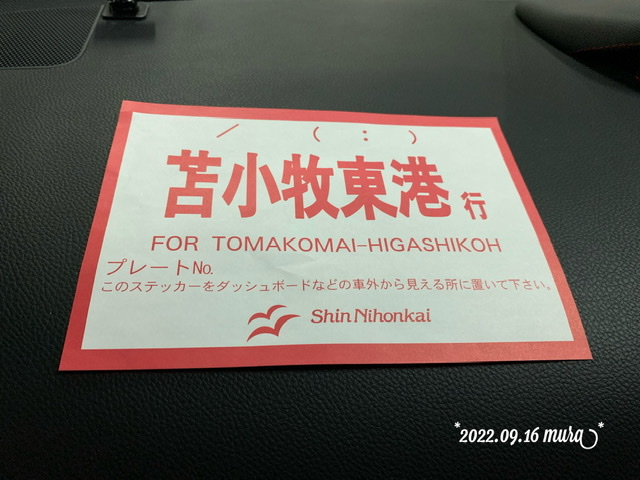 / ( : )
苫小牧東港 行
FOR TOMAKOMAI-HIGASHIKOH
プレートNo.
このステッカーをダッシュボードなどの車外から見える所に置いて下さい。
Shin Nihonkai
*2022.09.16 mura*